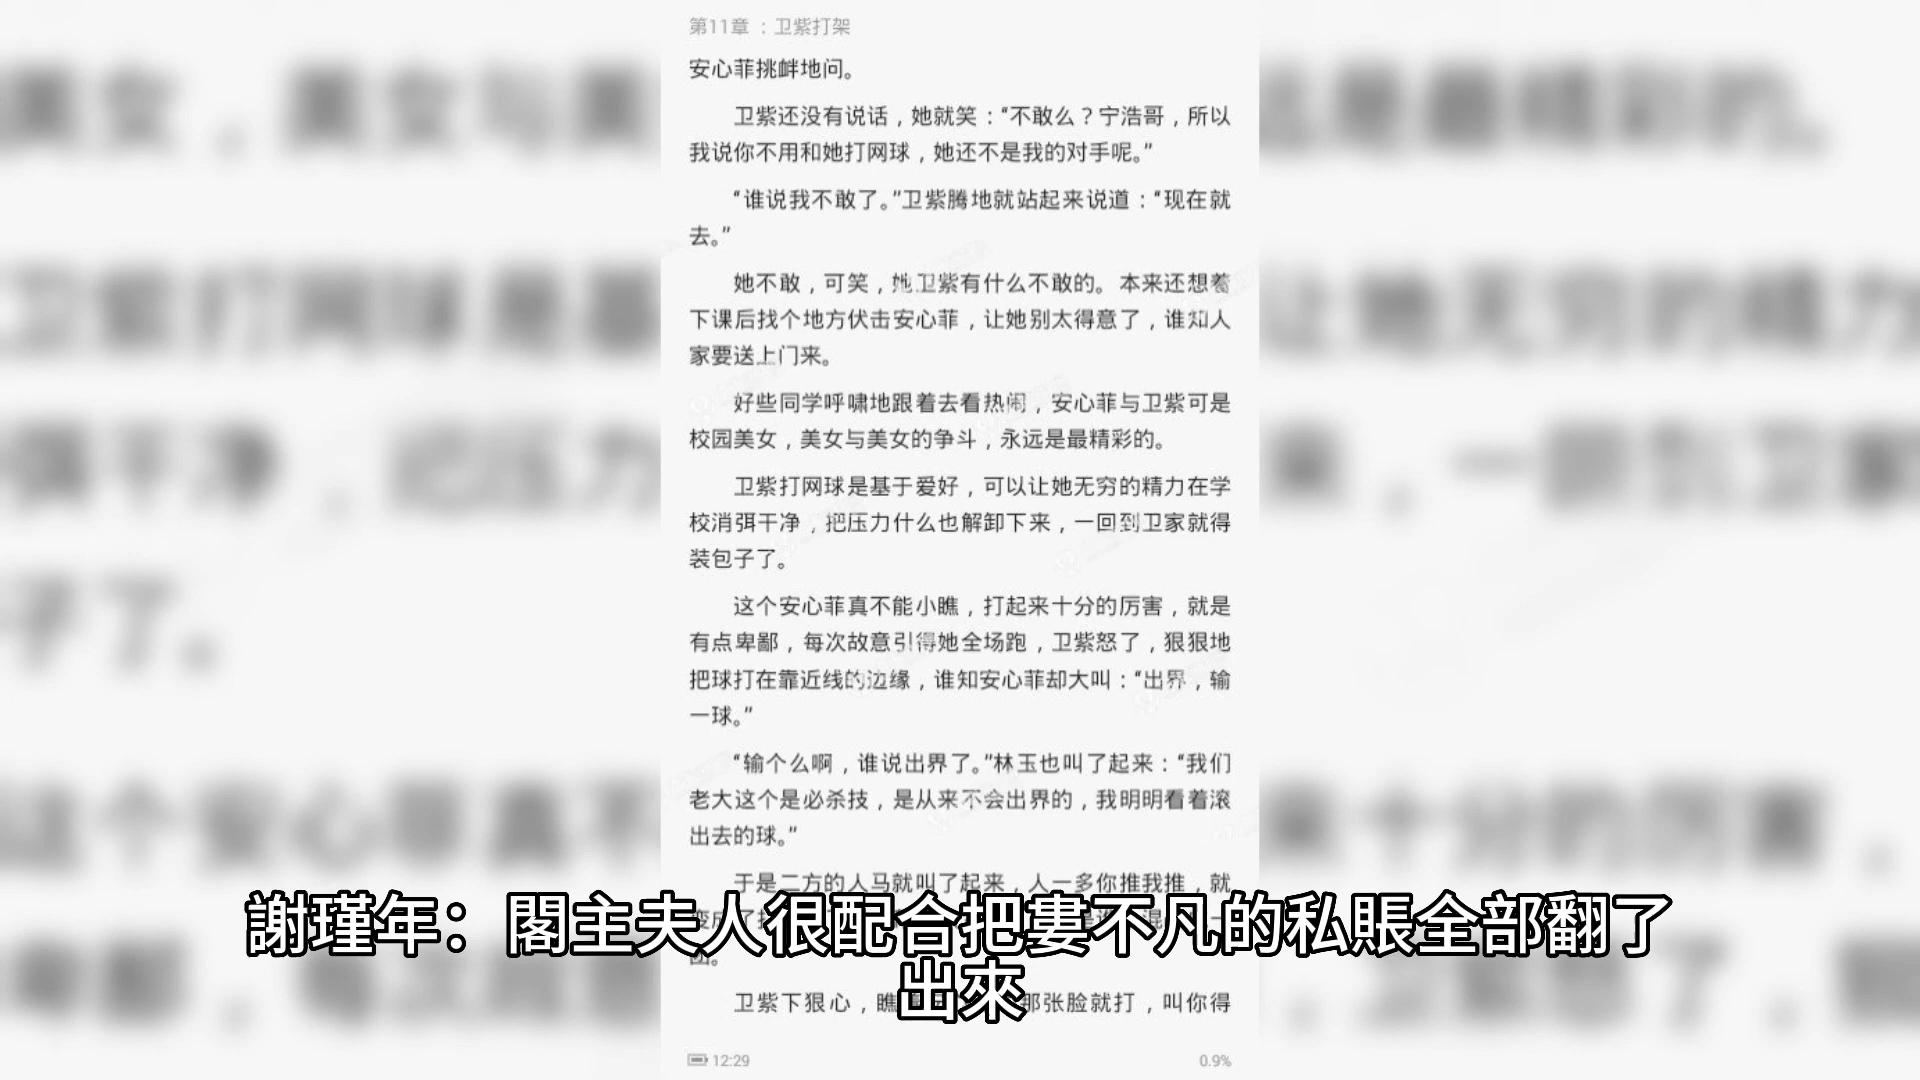 第11章 ：卫紫打架
安心菲挑衅地问。
卫紫还没有说话，她就笑：“不敢么？宁浩哥，所以
我说你不用和她打网球，她还不是我的对手呢。”
“谁说我不敢了。”卫紫腾地就站起来说道：“现在就
去。”
她不敢，可笑，她卫紫有什么不敢的。本来还想着
下课后找个地方伏击安心菲，让她别太得意了，谁知人
家要送上门来。
好些同学呼啸地跟着去看热闹，安心菲与卫紫可是
校园美女，美女与美女的争斗，永远是最精彩的。
卫紫打网球是基于爱好，可以让她无穷的精力在学
校消弭干净，把压力什么也解卸下来，一回到卫家就得
装包子了。
这个安心菲真不能小瞧，打起来十分的厉害，就是
有点卑鄙，每次故意引得她全场跑，卫紫怒了，狠狠地
把球打在靠近线的边缘，谁知安心菲却大叫：“出界，输
一球。”
“输个么啊，谁说出界了。”林玉也叫了起来：“我们
老大这个是必杀技，是从来不会出界的，我明明看着滚
出去的球。”
于是二方的人马就叫了起来，人一多你推我推，就
謝瑾年：閣主夫人很配合把婁不凡的私賬全部翻了
出來
团。
卫紫下狠心，瞧 那张脸就打，叫你得
12:29
0.9%